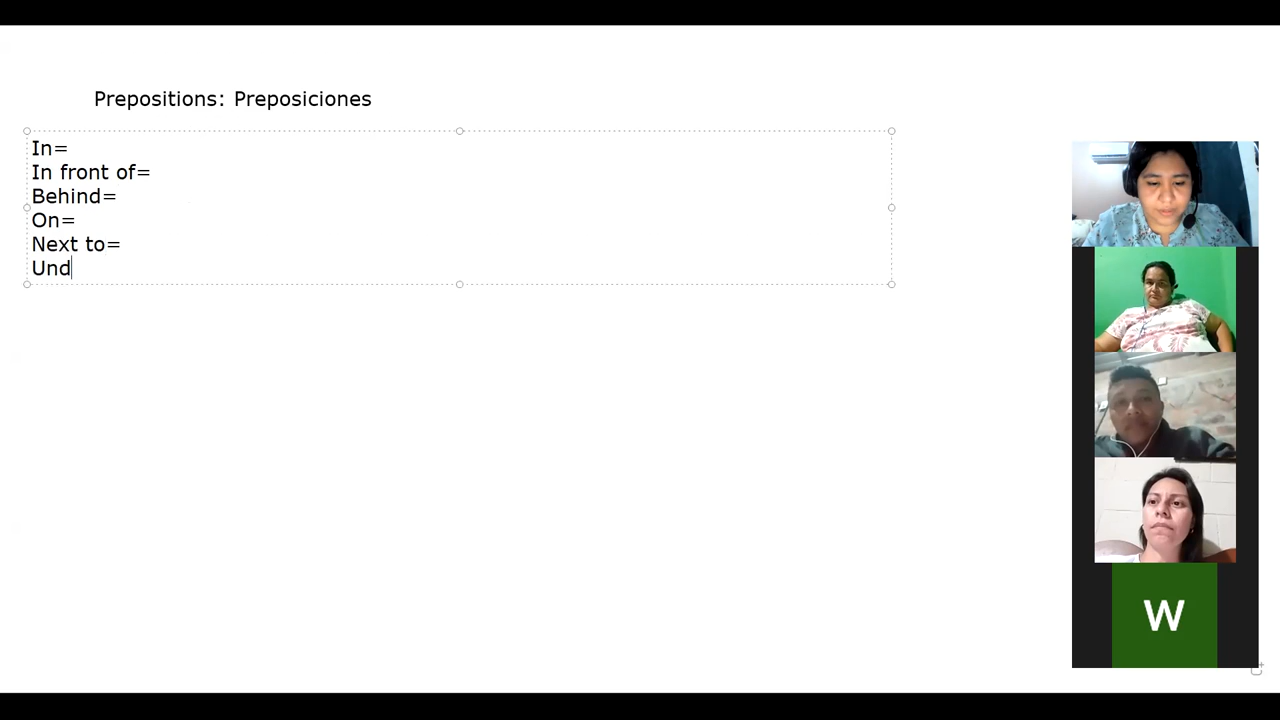 Prepositions: Preposiciones
In=
In front of=
Behind=
On=
Next to=
Und
W